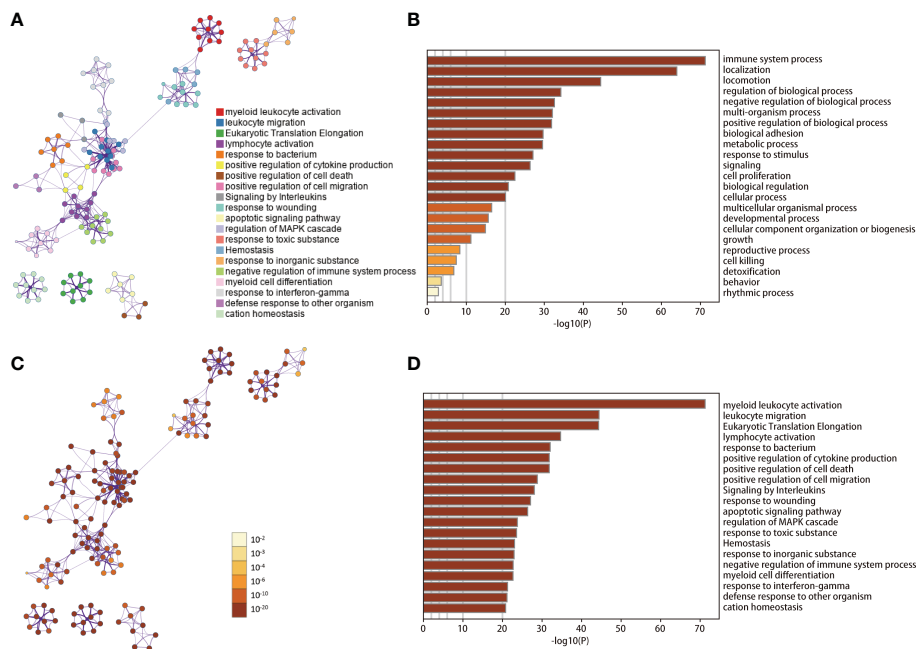 A
myeloid leukocyte activation
leukocyte migration
Eukaryotic Translation Elongation
lymphocyte activation
response to bacterium
positive regulation of cytokine production
positive regulation of cell death
positive regulation of cell migration
Signaling by Interleukins
response to wounding
apoptotic signaling pathway
regulation of MAPK cascade
response to toxic substance
Hemostasis
response to inorganic substance
negative regulation of immune system process
myeloid cell differentiation
response to interferon-gamma
defense response to other organism
cation homeostasis
B
immune system process
localization
locomotion
regulation of biological process
negative regulation of biological process
multi-organism process
positive regulation of biological process
biological adhesion
metabolic process
response to stimulus
signaling
cell proliferation
biological regulation
cellular process
multicellular organismal process
developmental process
cellular component organization or biogenesis
growth
reproductive process
cell killing
detoxification
behavior
rhythmic process
0 10 20 30 40 50 60 70
-log10(P)
C
10-2
10-3
10-4
10-6
10-10
10-20
D
myeloid leukocyte activation
leukocyte migration
Eukaryotic Translation Elongation
lymphocyte activation
response to bacterium
positive regulation of cytokine production
positive regulation of cell death
positive regulation of cell migration
Signaling by Interleukins
response to wounding
apoptotic signaling pathway
regulation of MAPK cascade
response to toxic substance
Hemostasis
response to inorganic substance
negative regulation of immune system process
myeloid cell differentiation
response to interferon-gamma
defense response to other organism
cation homeostasis
0 10 20 30 40 50 60 70
-log10(P)